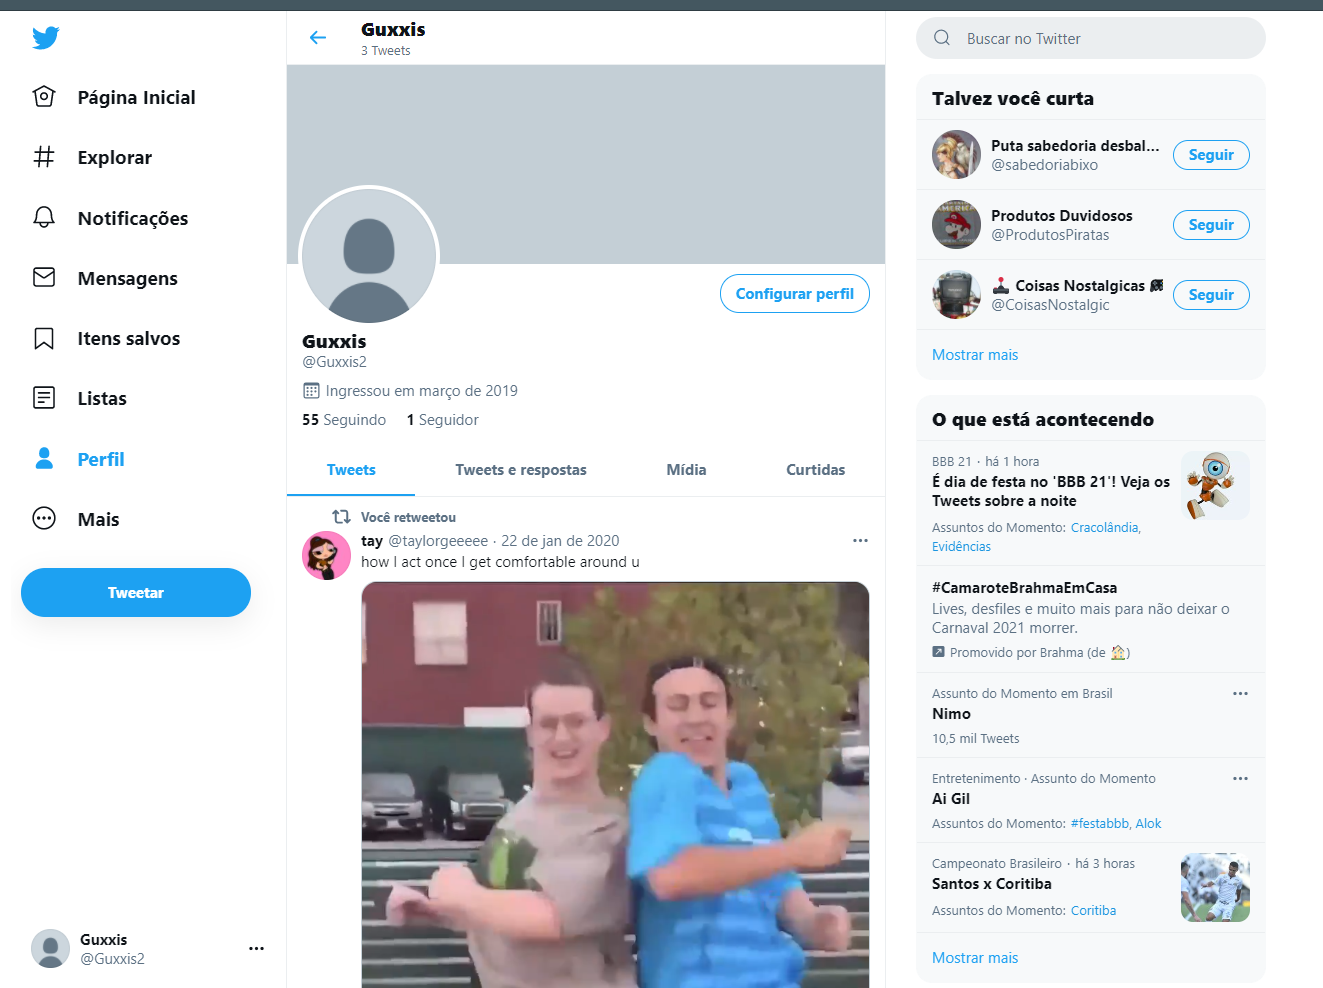 Página Inicial
Explorar
Notificações
Mensagens
Itens salvos
Listas
Perfil
Mais
Tweetar
Guxxis
@Guxxis2
Guxxis
3 Tweets
Configurar perfil
Guxxis
@Guxxis2
Ingressou em março de 2019
55 Seguindo 1 Seguidor
Tweets Tweets e respostas Mídia Curtidas
Você retweetou
tay @taylorgeeeee · 22 de jan de 2020
how I act once I get comfortable around u
Buscar no Twitter
Talvez você curta
Puta sabedoria desbal...
@sabedoriabixo
Seguir
Produtos Duvidosos
@ProdutosPiratas
Seguir
Coisas Nostalgicas
@CoisasNostalgic
Seguir
Mostrar mais
O que está acontecendo
BBB 21 · há 1 hora
É dia de festa no 'BBB 21'! Veja os
Tweets sobre a noite
Assuntos do Momento: Cracolândia,
Evidências
#CamaroteBrahmaEmCasa
Lives, desfiles e muito mais para não deixar o
Carnaval 2021 morrer.
Promovido por Brahma (de 🏠)
Assunto do Momento em Brasil
Nimo
10,5 mil Tweets
Entretenimento · Assunto do Momento
Ai Gil
Assuntos do Momento: #festabbb, Alok
Campeonato Brasileiro · há 3 horas
Santos x Coritiba
Assuntos do Momento: Coritiba
Mostrar mais